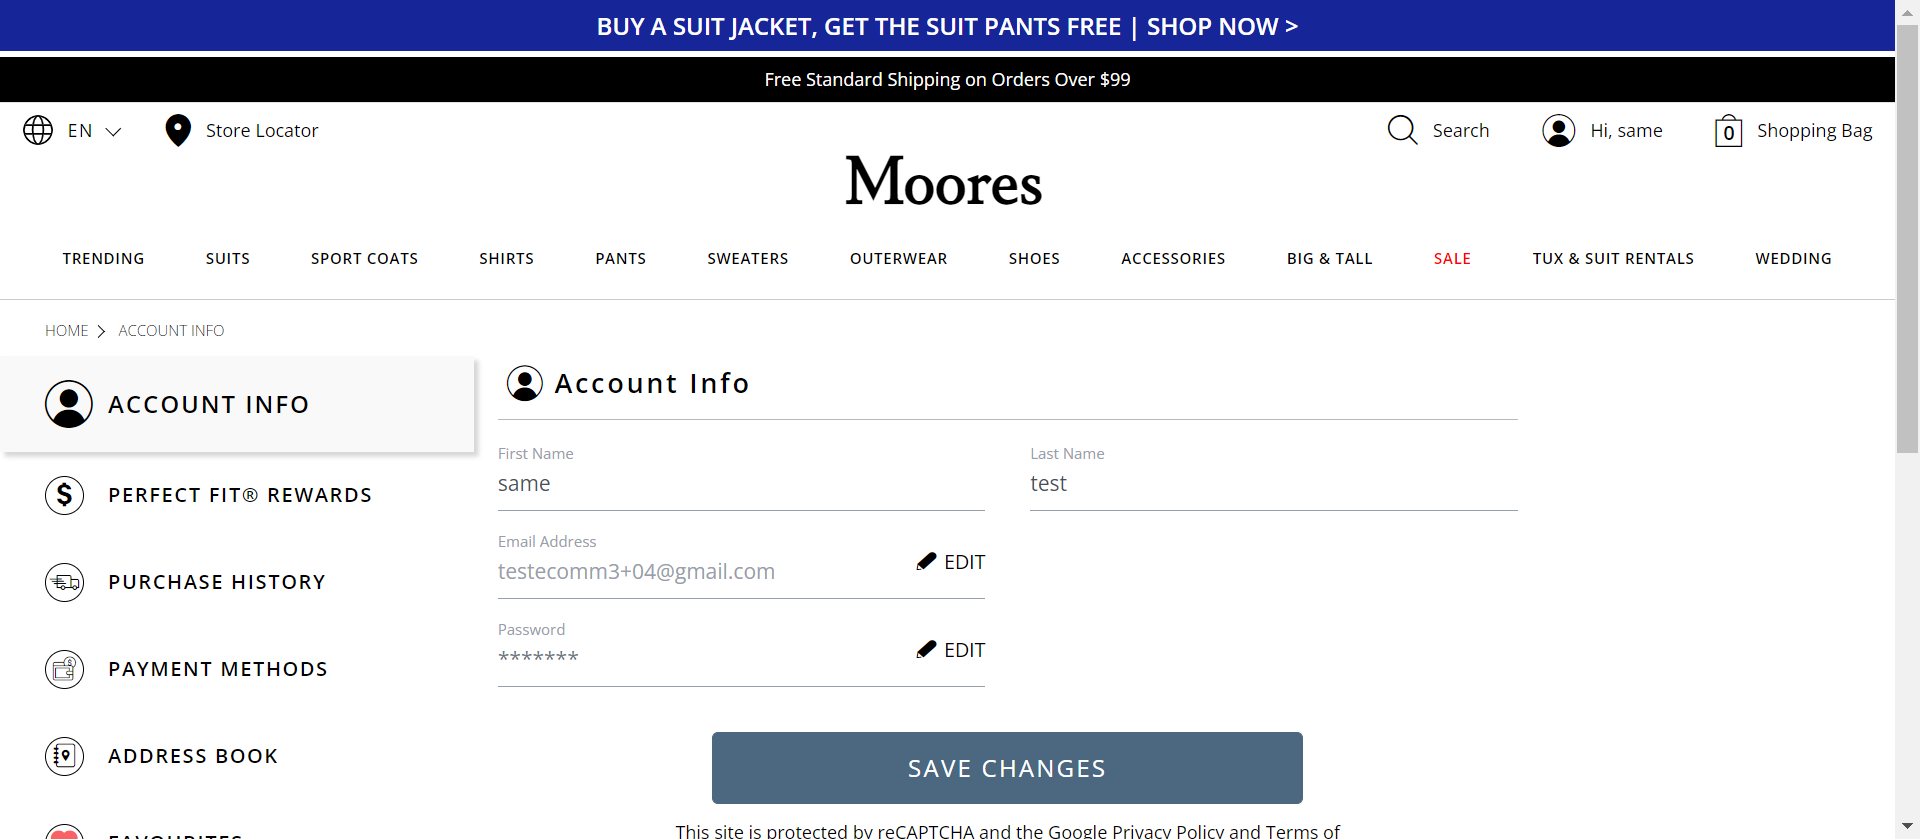 BUY A SUIT JACKET, GET THE SUIT PANTS FREE | SHOP NOW >
Free Standard Shipping on Orders Over $99
EN
Store Locator
Search
Hi, same
0
Shopping Bag
Moores
TRENDING
SUITS
SPORT COATS
SHIRTS
PANTS
SWEATERS
OUTERWEAR
SHOES
ACCESSORIES
BIG & TALL
SALE
TUX & SUIT RENTALS
WEDDING
HOME
ACCOUNT INFO
ACCOUNT INFO
PERFECT FIT® REWARDS
PURCHASE HISTORY
PAYMENT METHODS
ADDRESS BOOK
FAVOURITES
Account Info
First Name
same
Last Name
test
Email Address
testecomm3+04@gmail.com
EDIT
Password
*******
EDIT
SAVE CHANGES
This site is protected by reCAPTCHA and the Google Privacy Policy and Terms of